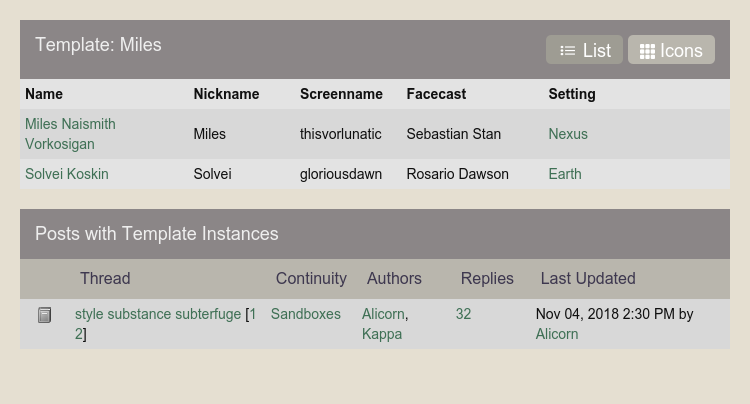 Template: Miles
List Icons
Name Nickname Screenname Facecast Setting
Miles Naismith
Vorkosigan Miles thisvorlunatic Sebastian Stan Nexus
Solvei Koskin Solvei gloriousdawn Rosario Dawson Earth
Posts with Template Instances
Thread Continuity Authors Replies Last Updated
style substance subterfuge [1 Sandboxes Alicorn, 32 Nov 04, 2018 2:30 PM by
2] Kappa Alicorn